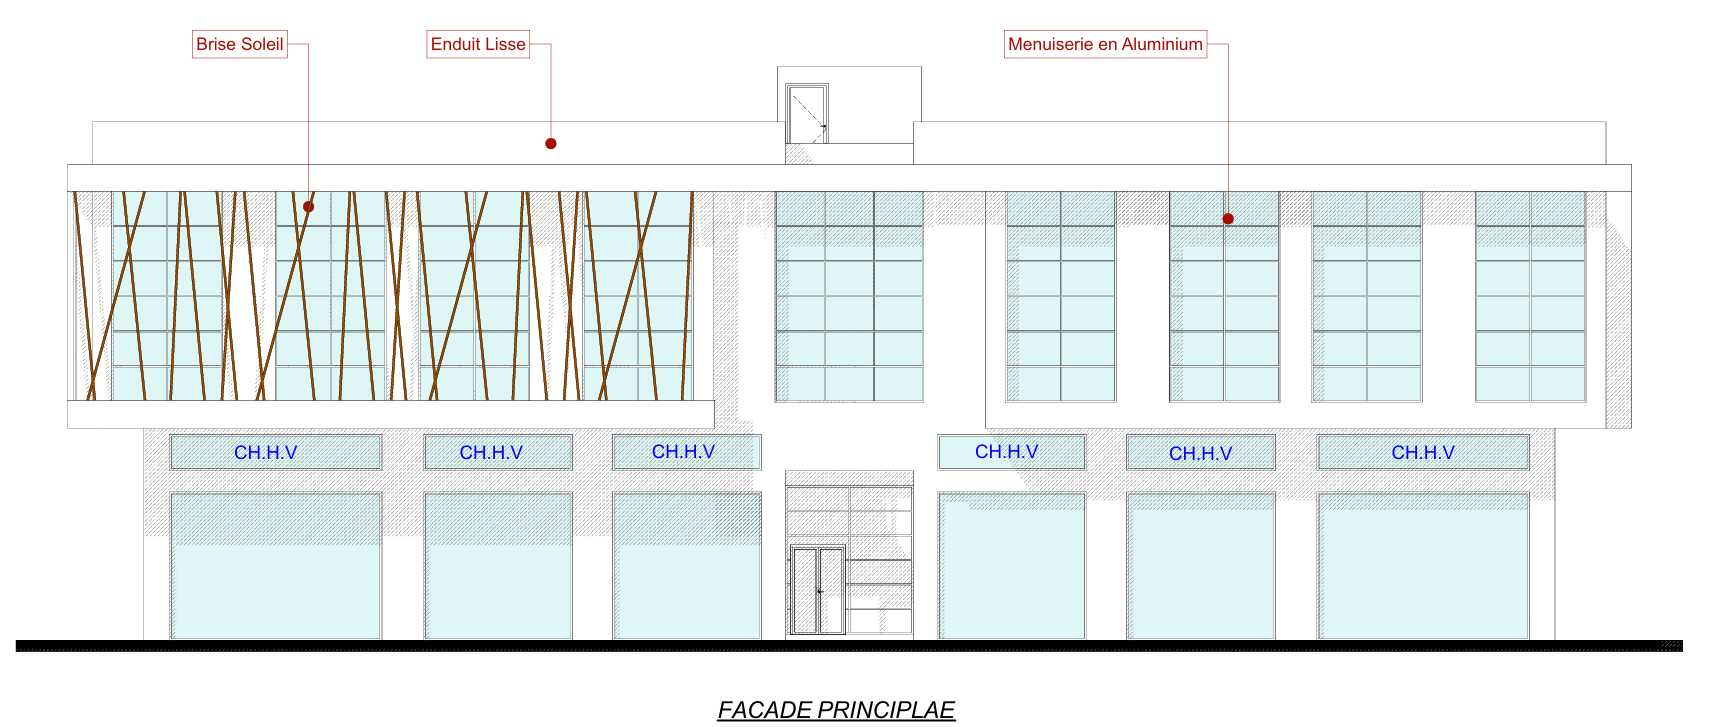 Brise Soleil
Enduit Lisse
Menuiserie en Aluminium
CH.H.V
CH.H.V
CH.H.V
CH.H.V
CH.H.V
CH.H.V
FACADE PRINCIPLAE